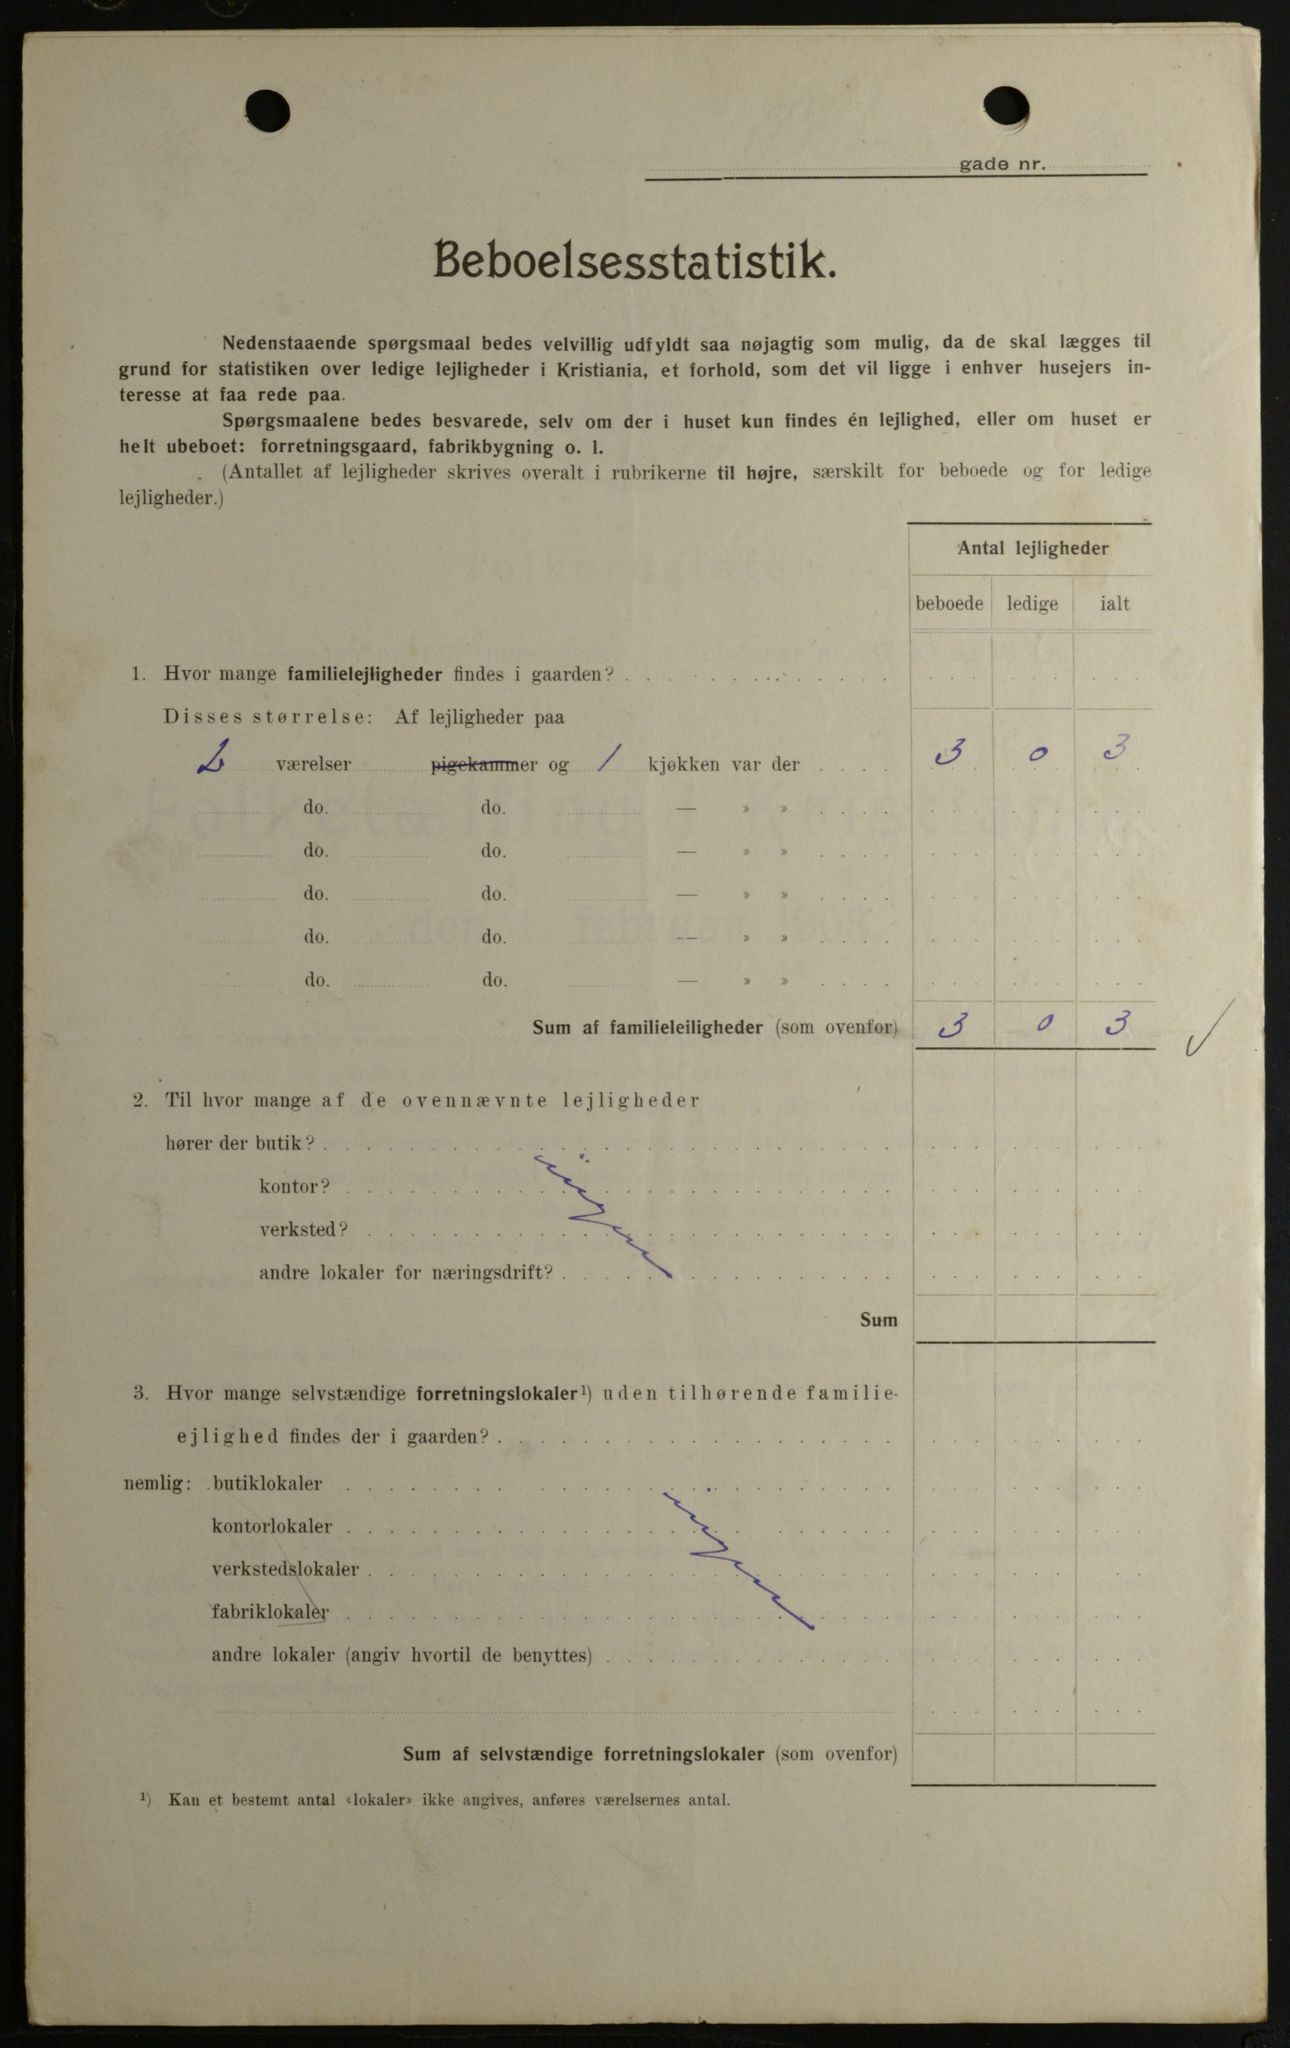 gade nr.
Beboelsesstatistik.
Nedenstaaende spørgsmaal bedes velvillig udfyldt saa nøjagtig som mulig, da de skal lægges til
grund for statistiken over ledige lejligheder i Kristiania, et forhold, som det vil ligge i enhver husejers in-
teresse at faa rede paa.
Spørgsmaalene bedes besvarede, selv om der i huset kun findes én lejlighed, eller om huset er
helt ubeboet: forretningsgaard, fabrikbygning o. l.
(Antallet af lejligheder skrives overalt i rubrikerne til højre, særskilt for beboede og for ledige
lejligheder.)
Antal lejligheder
beboede ledige ialt
1. Hvor mange familielejligheder findes i gaarden?
Disses størrelse: Af lejligheder paa
2 værelser pigekammer og 1 kjøkken var der 3 0 3
do. do. — » »
do. do. — » »
do. do. — » »
do. do. — » »
do. do. — » »
Sum af familieleiligheder (som ovenfor) 3 0 3
2. Til hvor mange af de ovennævnte lejligheder
hører der butik?
kontor?
ingen
verksted?
andre lokaler for næringsdrift?
Sum
3. Hvor mange selvstændige forretningslokaler¹) uden tilhørende familie-
ejlighed findes der i gaarden?
nemlig: butiklokaler
kontorlokaler
ingen
verkstedslokaler
fabriklokaler
andre lokaler (angiv hvortil de benyttes)
Sum af selvstændige forretningslokaler (som ovenfor)
¹) Kan et bestemt antal «lokaler» ikke angives, anføres værelsernes antal.